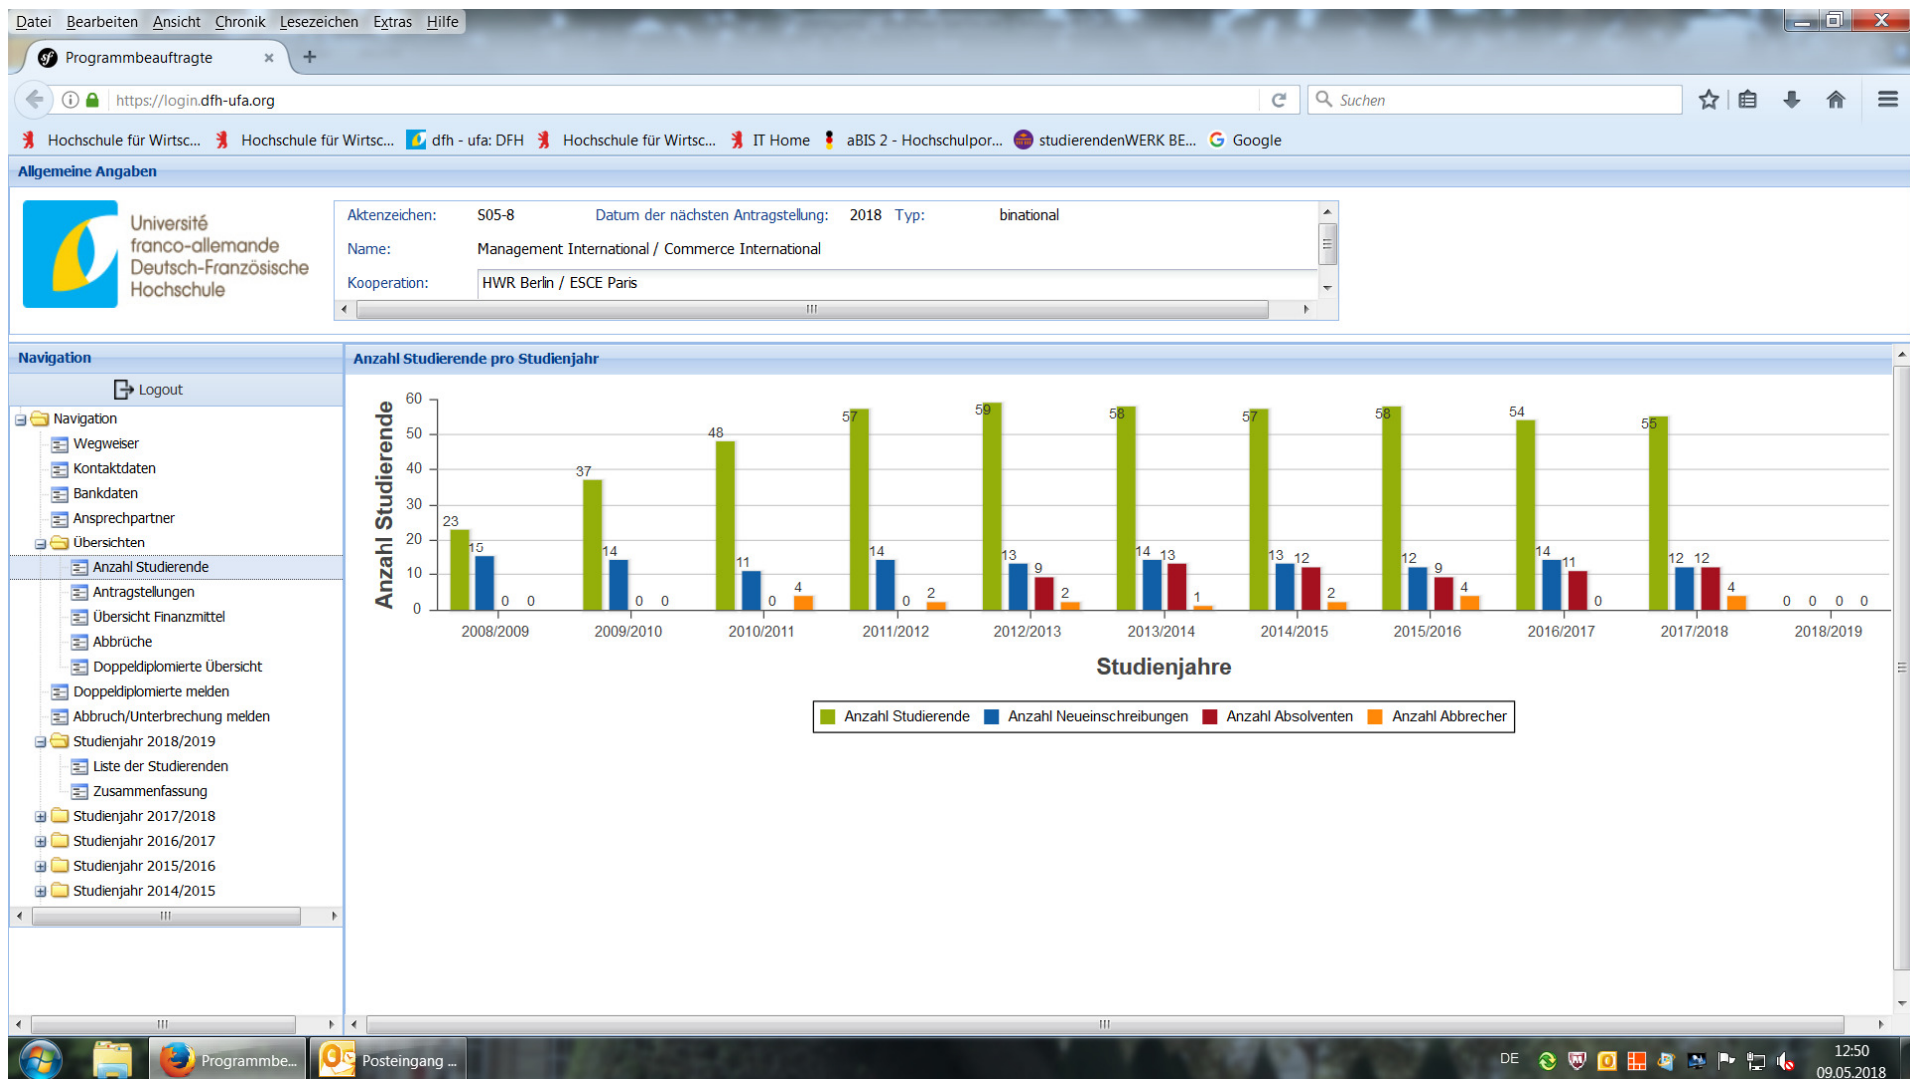 Datei Bearbeiten Ansicht Chronik Lesezeichen Extras Hilfe
Programmbeauftragte
https://login.dfh-ufa.org
Suchen
Hochschule für Wirtsc... Hochschule für Wirtsc... dfh - ufa: DFH Hochschule für Wirtsc... IT Home aBIS 2 - Hochschulpor... studierendenWERK BE... Google
Allgemeine Angaben
Université
franco-allemande
Deutsch-Französische
Hochschule
Aktenzeichen: S05-8 Datum der nächsten Antragstellung: 2018 Typ: binational
Name: Management International / Commerce International
Kooperation: HWR Berlin / ESCE Paris
Navigation
Logout
Navigation
Wegweiser
Kontaktdaten
Bankdaten
Ansprechpartner
Übersichten
Anzahl Studierende
Antragstellungen
Übersicht Finanzmittel
Abbrüche
Doppeldiplomierte Übersicht
Doppeldiplomierte melden
Abbruch/Unterbrechung melden
Studienjahr 2018/2019
Liste der Studierenden
Zusammenfassung
Studienjahr 2017/2018
Studienjahr 2016/2017
Studienjahr 2015/2016
Studienjahr 2014/2015
Anzahl Studierende pro Studienjahr
Anzahl Studierende
60
50
40
30
20
10
0
23 15 0 0
37 14 0 0
48 11 0 4
57 14 0 2
59 13 9 2
58 14 13 1
57 13 12 2
58 12 9 4
54 14 11 0
55 12 12 4
0 0 0 0
2008/2009 2009/2010 2010/2011 2011/2012 2012/2013 2013/2014 2014/2015 2015/2016 2016/2017 2017/2018 2018/2019
Studienjahre
Anzahl Studierende Anzahl Neueinschreibungen Anzahl Absolventen Anzahl Abbrecher
Programmbe...
Posteingang ...
DE
12:50
09.05.2018